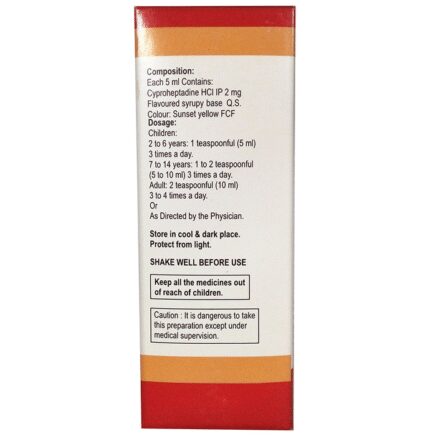 Composition:
Each 5 ml Contains:
Cyproheptadine HCl IP 2 mg
Flavoured syrupy base Q.S.
Colour: Sunset yellow FCF
Dosage:
Children:
2 to 6 years: 1 teaspoonful (5 ml)
3 times a day.
7 to 14 years: 1 to 2 teaspoonful
(5 to 10 ml) 3 times a day.
Adult: 2 teaspoonful (10 ml)
3 to 4 times a day.
Or
As Directed by the Physician.
Store in cool & dark place.
Protect from light.
SHAKE WELL BEFORE USE
Keep all the medicines out
of reach of children.
Caution : It is dangerous to take
this preparation except under
medical supervision.